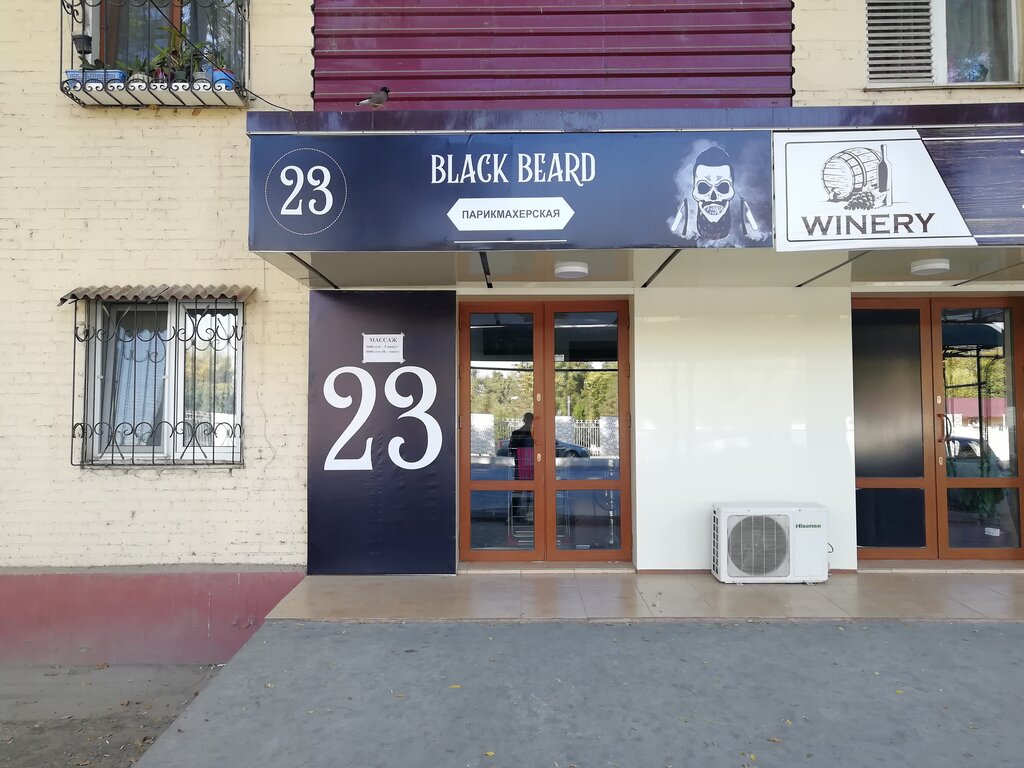 23
BLACK BEARD
ПАРИКМАХЕРСКАЯ
WINERY
МАССАЖ
23
Hisense